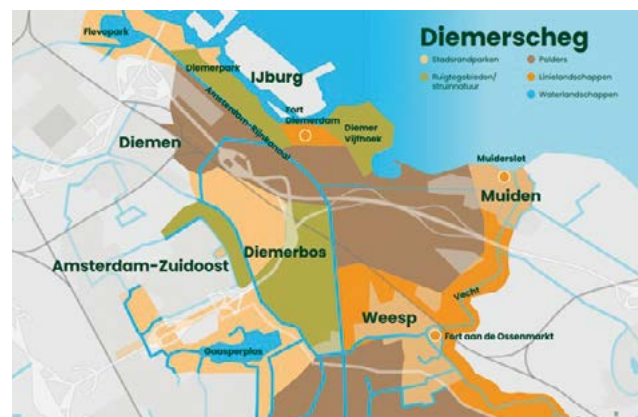 Diemerscheg
Stadsrandparken
Ruigtegebieden/
struinnatuur
Polders
Linielandschappen
Waterlandschappen
Flevopark
Diemerpark
IJburg
Amsterdam-Rijnkanaal
Fort
Diemerdam
Diemer
Vijfhoek
Diemen
Muiderslot
Muiden
Diemerbos
Amsterdam-Zuidoost
Vecht
Weesp
Fort aan de Ossenmarkt
Gaasperplas